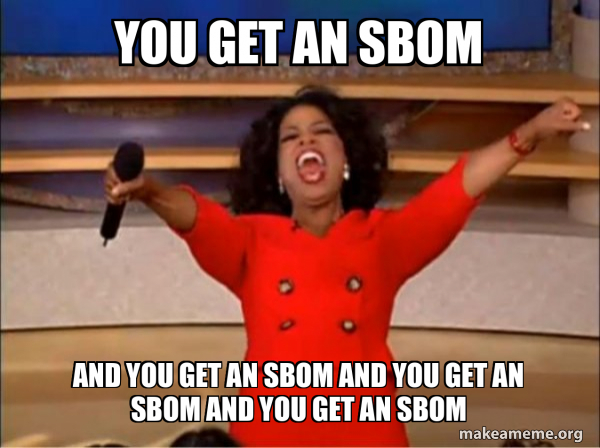 YOU GET AN SBOM
AND YOU GET AN SBOM AND YOU GET AN
SBOM AND YOU GET AN SBOM
makeameme.org